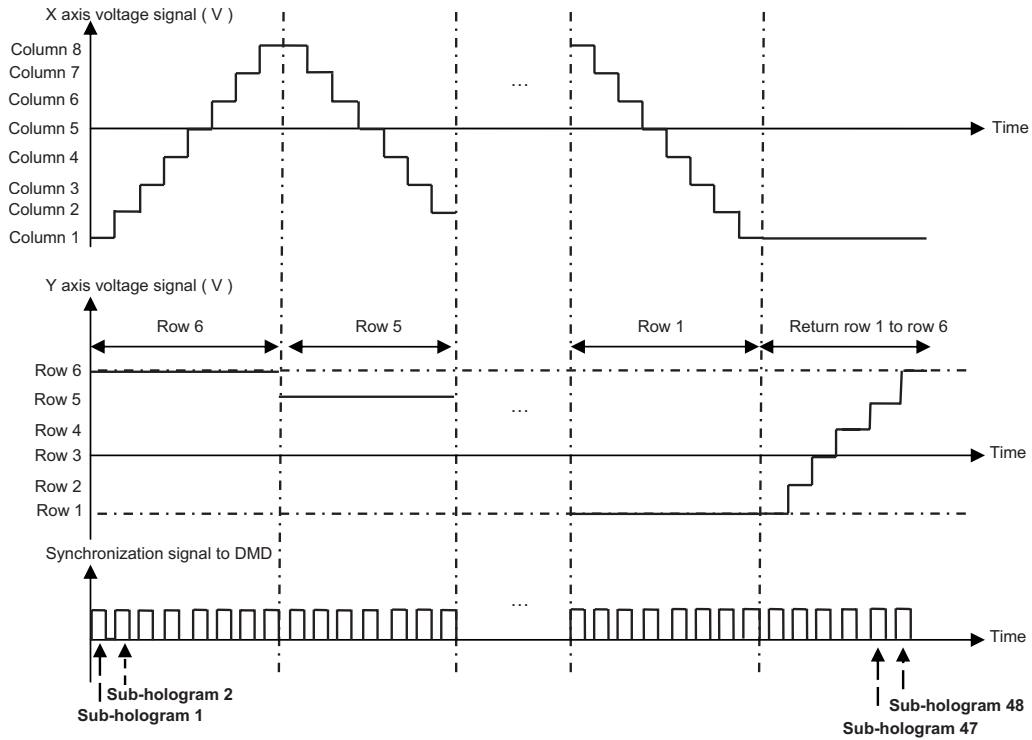 X axis voltage signal ( V )
Column 8
Column 7
Column 6
Column 5
Column 4
Column 3
Column 2
Column 1
...
Time
Y axis voltage signal ( V )
Row 6
Row 5
Row 1
Return row 1 to row 6
Row 6
Row 5
Row 4
Row 3
Row 2
Row 1
...
Time
Synchronization signal to DMD
...
Time
Sub-hologram 2
Sub-hologram 1
Sub-hologram 48
Sub-hologram 47